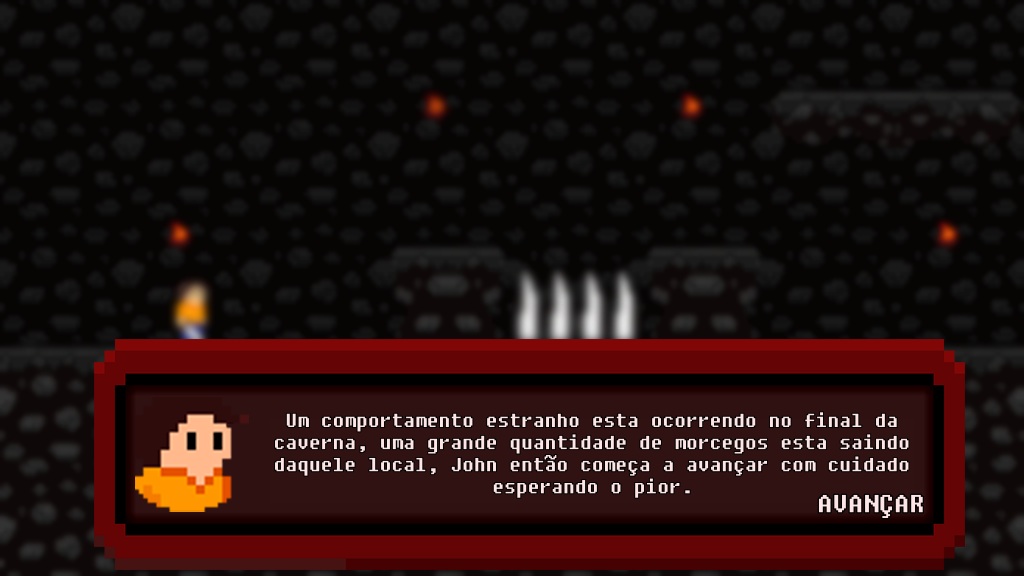 Um comportamento estranho esta ocorrendo no final da
caverna, uma grande quantidade de morcegos esta saindo
daquele local, John então começa a avançar com cuidado
esperando o pior.
AVANÇAR